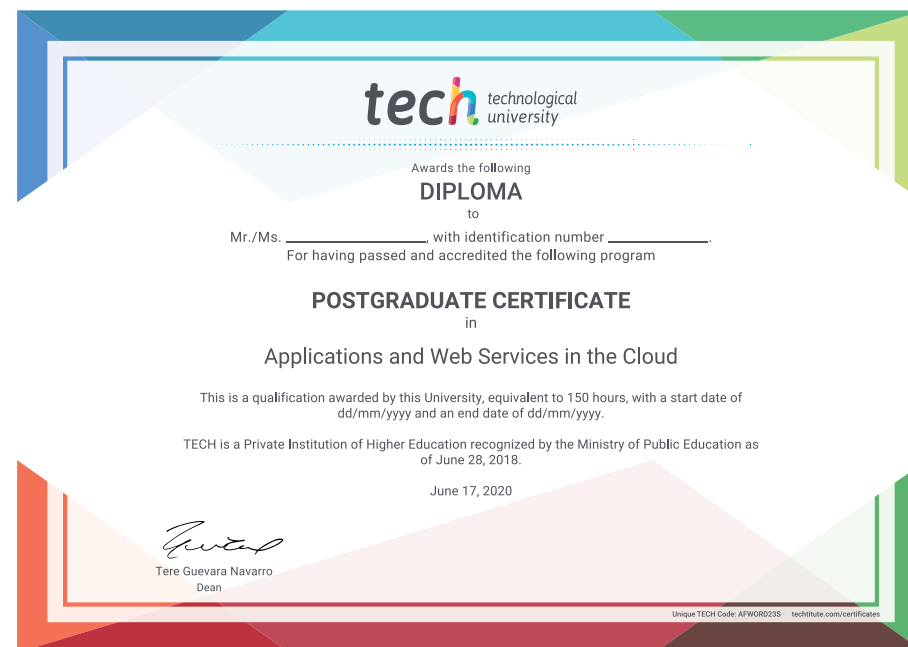 tech technological
university
Awards the following
DIPLOMA
to
Mr./Ms. ____________, with identification number ____________.
For having passed and accredited the following program
POSTGRADUATE CERTIFICATE
in
Applications and Web Services in the Cloud
This is a qualification awarded by this University, equivalent to 150 hours, with a start date of
dd/mm/yyyy and an end date of dd/mm/yyyy.
TECH is a Private Institution of Higher Education recognized by the Ministry of Public Education as
of June 28, 2018.
June 17, 2020
Tere Guevara Navarro
Dean
Unique TECH Code: AFWORD23S techtitute.com/certificates